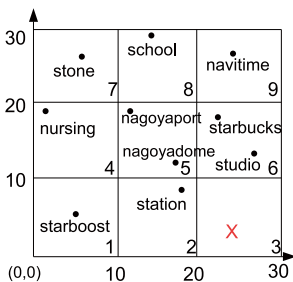 30
school
navitime
stone
7
8
9
20
nursing
nagoyaport
starbucks
nagoyadome
studio
4
5
6
10
station
starboost
X
1
2
3
(0,0)
10
20
30